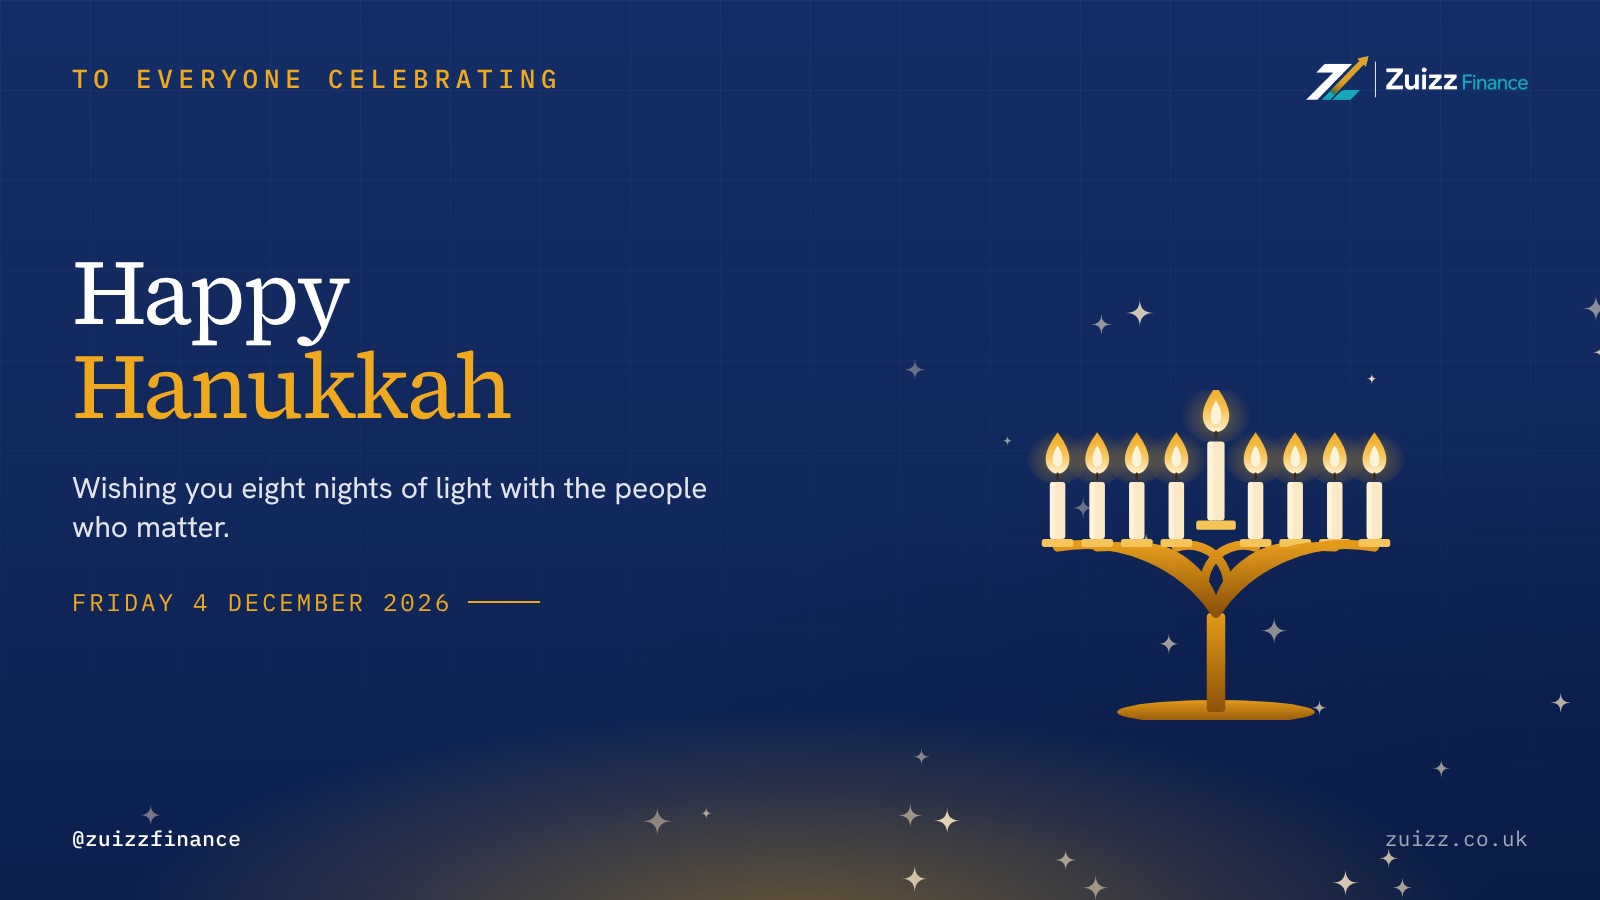 TO EVERYONE CELEBRATING
Zuizz Finance
Happy
Hanukkah
Wishing you eight nights of light with the people
who matter.
FRIDAY 4 DECEMBER 2026
@zuizzfinance
zuizz.co.uk